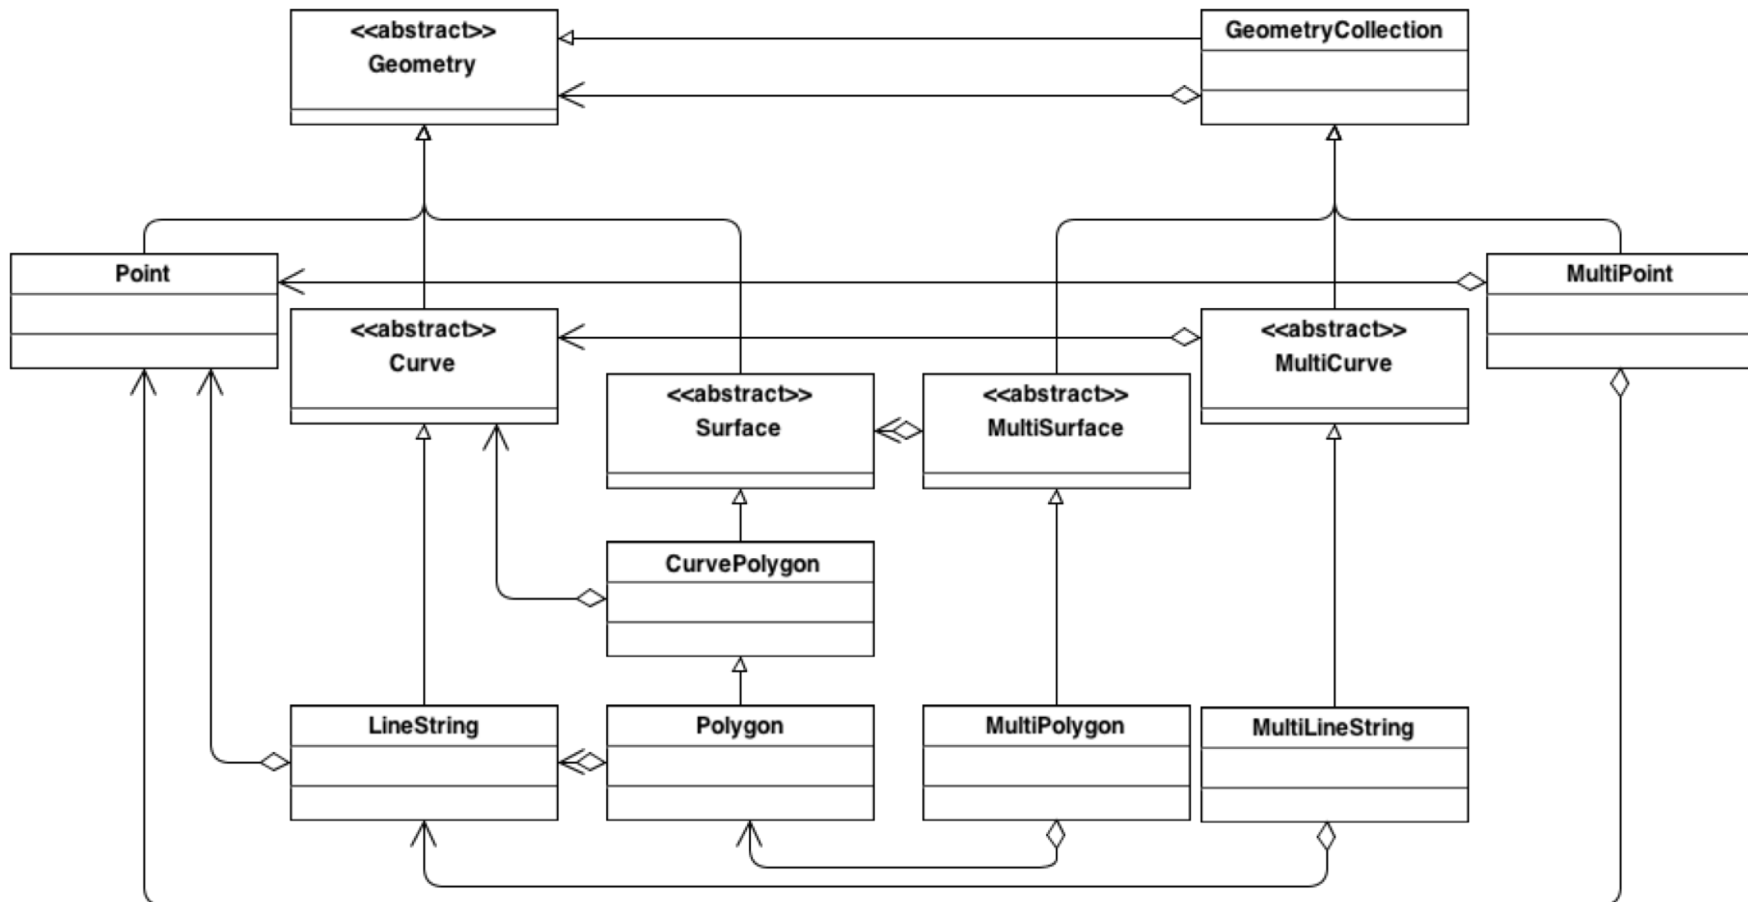 <<abstract>>
Geometry
GeometryCollection
Point
<<abstract>>
Curve
<<abstract>>
MultiCurve
MultiPoint
<<abstract>>
Surface
<<abstract>>
MultiSurface
CurvePolygon
LineString
Polygon
MultiPolygon
MultiLineString